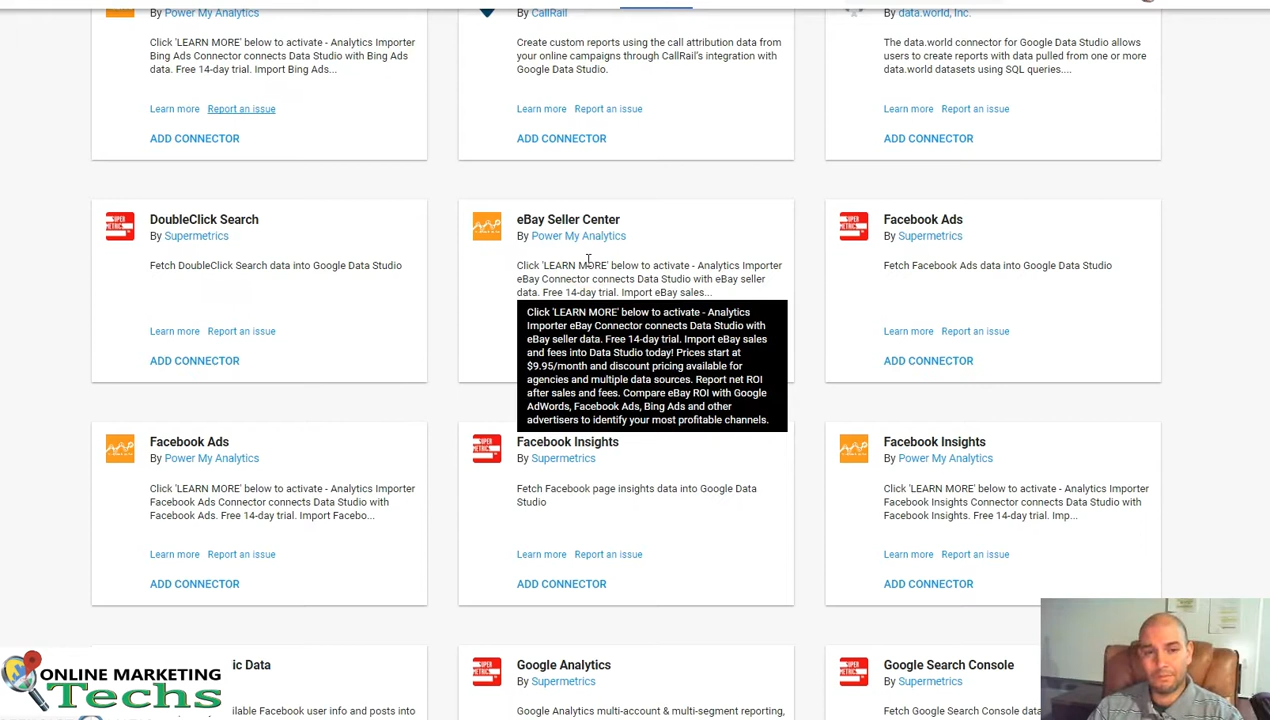 By Power My Analytics
Click 'LEARN MORE' below to activate - Analytics Importer
Bing Ads Connector connects Data Studio with Bing Ads
data. Free 14-day trial. Import Bing Ads...
Learn more Report an issue
ADD CONNECTOR
By CallRail
Create custom reports using the call attribution data from
your online campaigns through CallRail's integration with
Google Data Studio.
Learn more Report an issue
ADD CONNECTOR
By data.world, Inc.
The data.world connector for Google Data Studio allows
users to create reports with data pulled from one or more
data.world datasets using SQL queries....
Learn more Report an issue
ADD CONNECTOR
SUPER METRICS
DoubleClick Search
By Supermetrics
Fetch DoubleClick Search data into Google Data Studio
Learn more Report an issue
ADD CONNECTOR
eBay Seller Center
By Power My Analytics
Click 'LEARN MORE' below to activate - Analytics Importer
eBay Connector connects Data Studio with eBay seller
data. Free 14-day trial. Import eBay sales...
Click 'LEARN MORE' below to activate - Analytics
Importer eBay Connector connects Data Studio with
eBay seller data. Free 14-day trial. Import eBay sales
and fees into Data Studio today! Prices start at
$9.95/month and discount pricing available for
agencies and multiple data sources. Report net ROI
after sales and fees. Compare eBay ROI with Google
AdWords, Facebook Ads, Bing Ads and other
advertisers to identify your most profitable channels.
SUPER METRICS
Facebook Ads
By Supermetrics
Fetch Facebook Ads data into Google Data Studio
Learn more Report an issue
ADD CONNECTOR
Facebook Ads
By Power My Analytics
Click 'LEARN MORE' below to activate - Analytics Importer
Facebook Ads Connector connects Data Studio with
Facebook Ads. Free 14-day trial. Import Facebo...
Learn more Report an issue
ADD CONNECTOR
SUPER METRICS
Facebook Insights
By Supermetrics
Fetch Facebook page insights data into Google Data
Studio
Learn more Report an issue
ADD CONNECTOR
Facebook Insights
By Power My Analytics
Click 'LEARN MORE' below to activate - Analytics Importer
Facebook Insights Connector connects Data Studio with
Facebook Insights. Free 14-day trial. Imp...
Learn more Report an issue
ADD CONNECTOR
ic Data
ilable Facebook user info and posts into
ONLINE MARKETING
Techs
SUPER METRICS
Google Analytics
By Supermetrics
Google Analytics multi-account & multi-segment reporting,
SUPER METRICS
Google Search Console
By Supermetrics
Fetch Google Search Console data